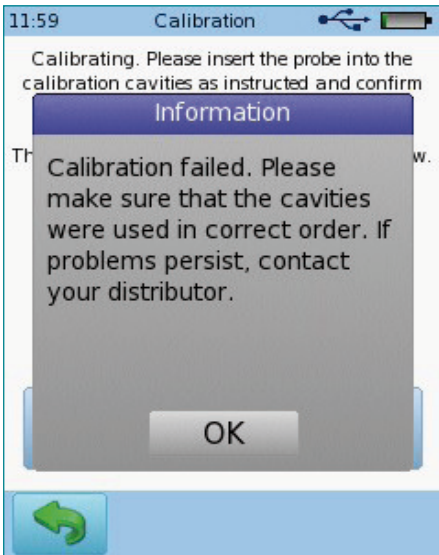 11:59 Calibration
Calibrating. Please insert the probe into the
calibration cavities as instructed and confirm
Information
Th w.
Calibration failed. Please
make sure that the cavities
were used in correct order. If
problems persist, contact
your distributor.
OK